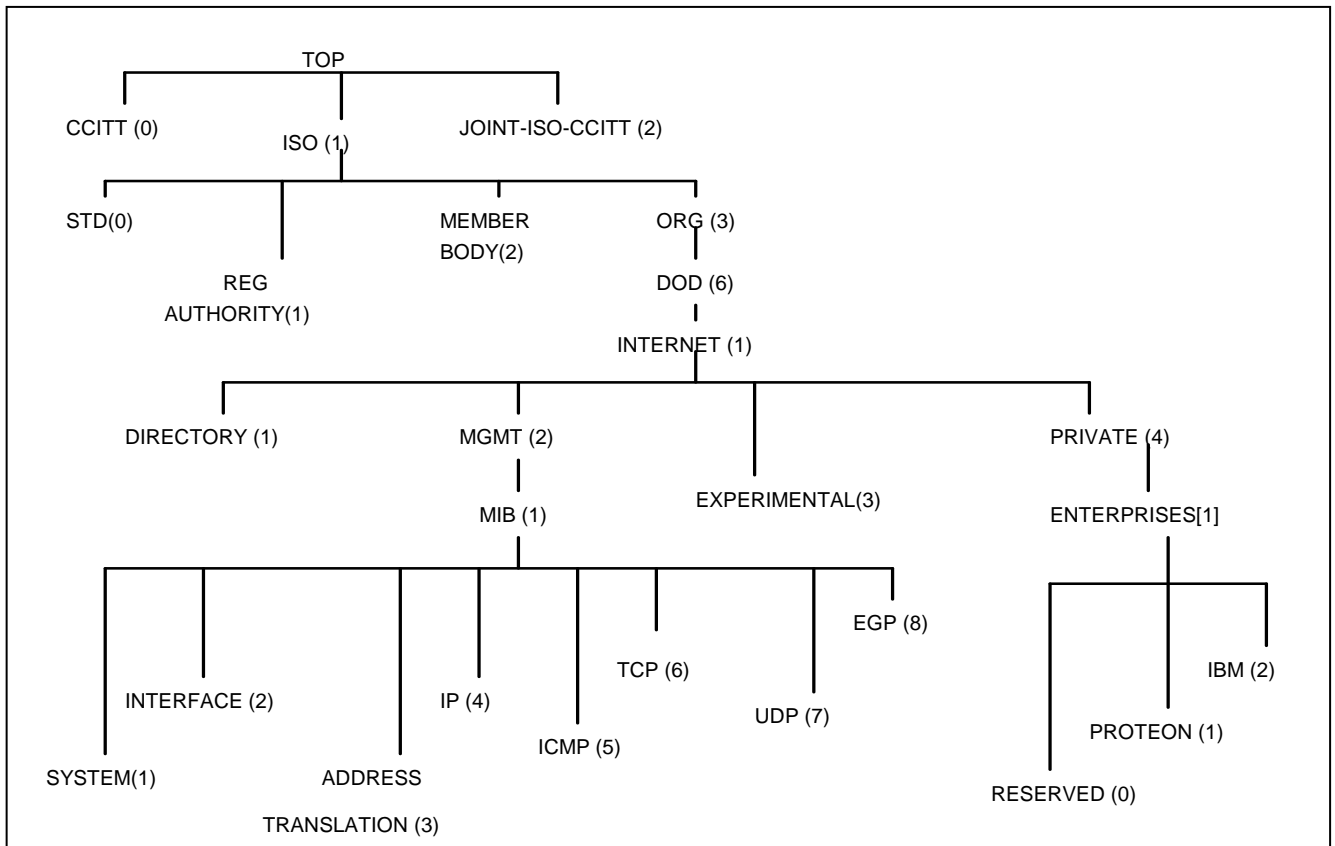 TOP
CCITT (0)
ISO (1)
JOINT-ISO-CCITT (2)
STD(0)
REG
AUTHORITY(1)
MEMBER
BODY(2)
ORG (3)
DOD (6)
INTERNET (1)
DIRECTORY (1)
MGMT (2)
EXPERIMENTAL(3)
PRIVATE (4)
MIB (1)
ENTERPRISES[1]
SYSTEM(1)
INTERFACE (2)
ADDRESS
TRANSLATION (3)
IP (4)
ICMP (5)
TCP (6)
UDP (7)
EGP (8)
RESERVED (0)
PROTEON (1)
IBM (2)